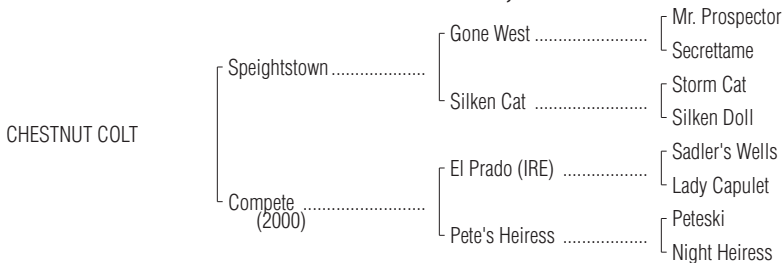 Mr. Prospector
Gone West ....................
Secrettame
Speightstown ....................
Storm Cat
Silken Cat ....................
Silken Doll
CHESTNUT COLT
Sadler's Wells
El Prado (IRE) ..................
Lady Capulet
Compete ..........................
(2000)
Peteski
Pete's Heiress ..................
Night Heiress